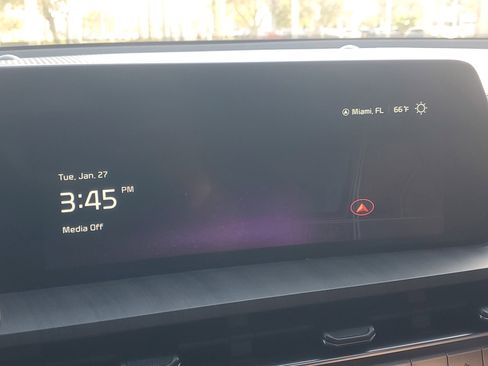 Miami, FL 66°F
Tue, Jan. 27
3:45 PM
Media Off